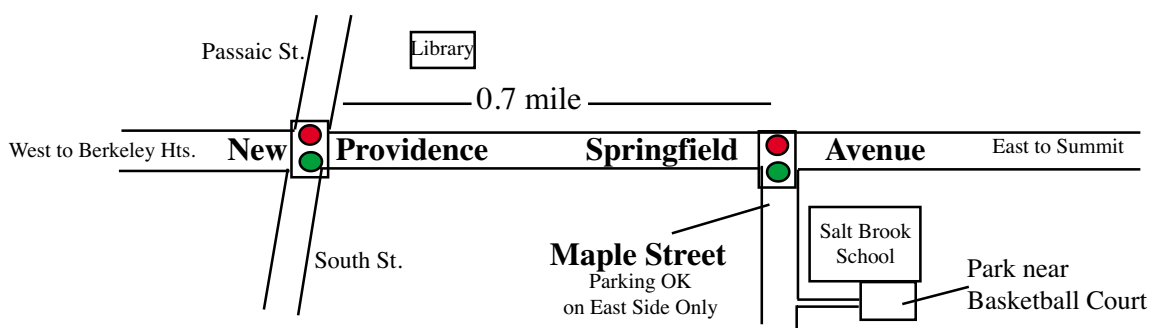 Passaic St.
Library
0.7 mile
West to Berkeley Hts.
New Providence
Springfield Avenue
East to Summit
South St.
Maple Street
Parking OK
on East Side Only
Salt Brook
School
Park near
Basketball Court